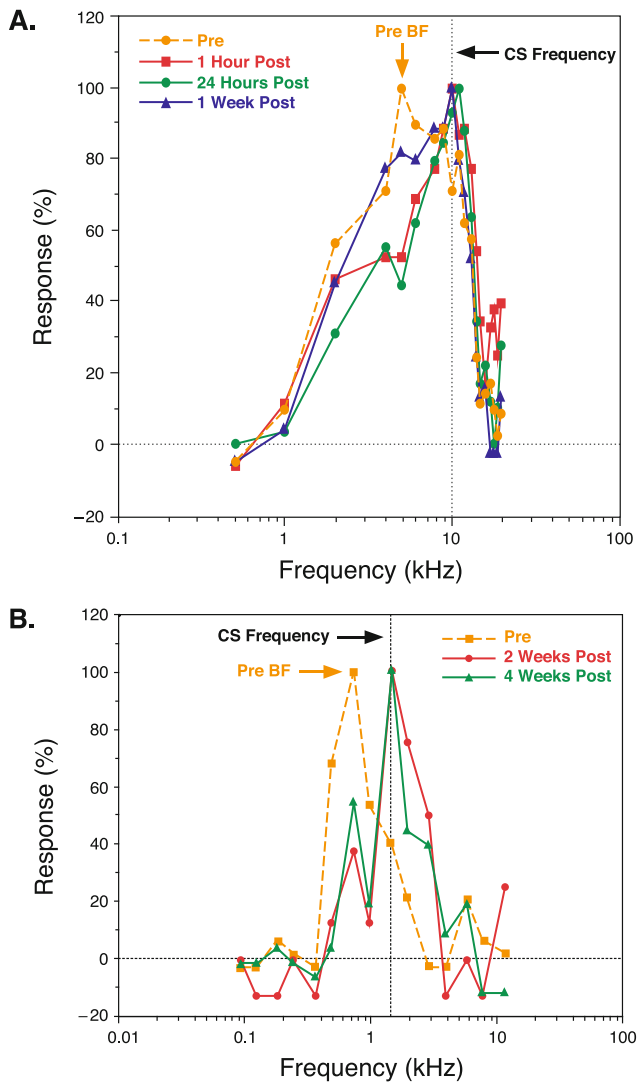 A.
Pre
1 Hour Post
24 Hours Post
1 Week Post
Pre BF
CS Frequency
Response (%)
120
100
80
60
40
20
0
−20
0.1
1
10
100
Frequency (kHz)
B.
CS Frequency
Pre BF
Pre
2 Weeks Post
4 Weeks Post
Response (%)
120
100
80
60
40
20
0
−20
0.01
0.1
1
10
100
Frequency (kHz)